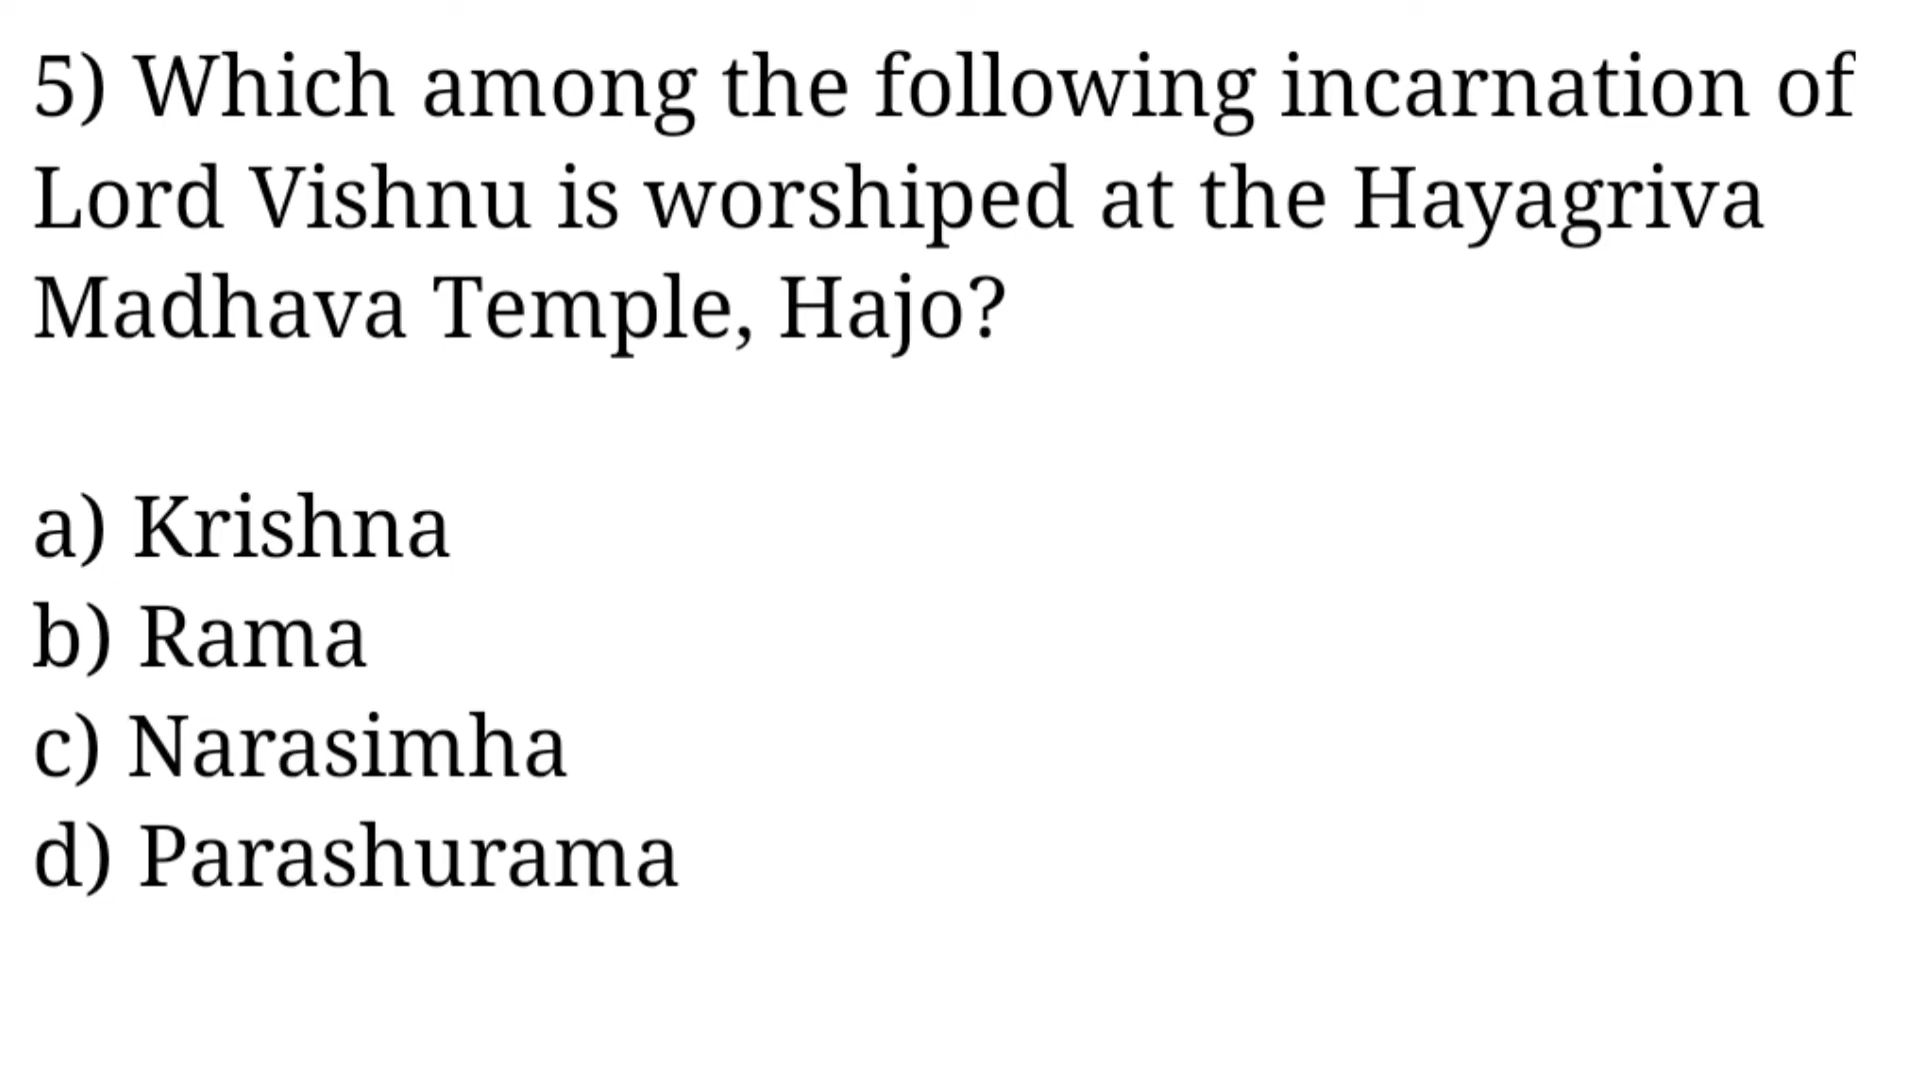 5) Which among the following incarnation of
Lord Vishnu is worshiped at the Hayagriva
Madhava Temple, Hajo?
a) Krishna
b) Rama
c) Narasimha
d) Parashurama